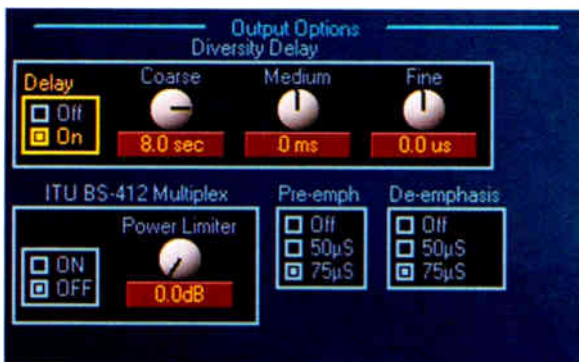 Output Options
Diversity Delay
Delay
Off
On
Coarse
8.0 sec
Medium
0 ms
Fine
0.0 us
ITU BS-412 Multiplex
ON
OFF
Power Limiter
0.0dB
Pre-emph
Off
50µS
75µS
De-emphasis
Off
50µS
75µS